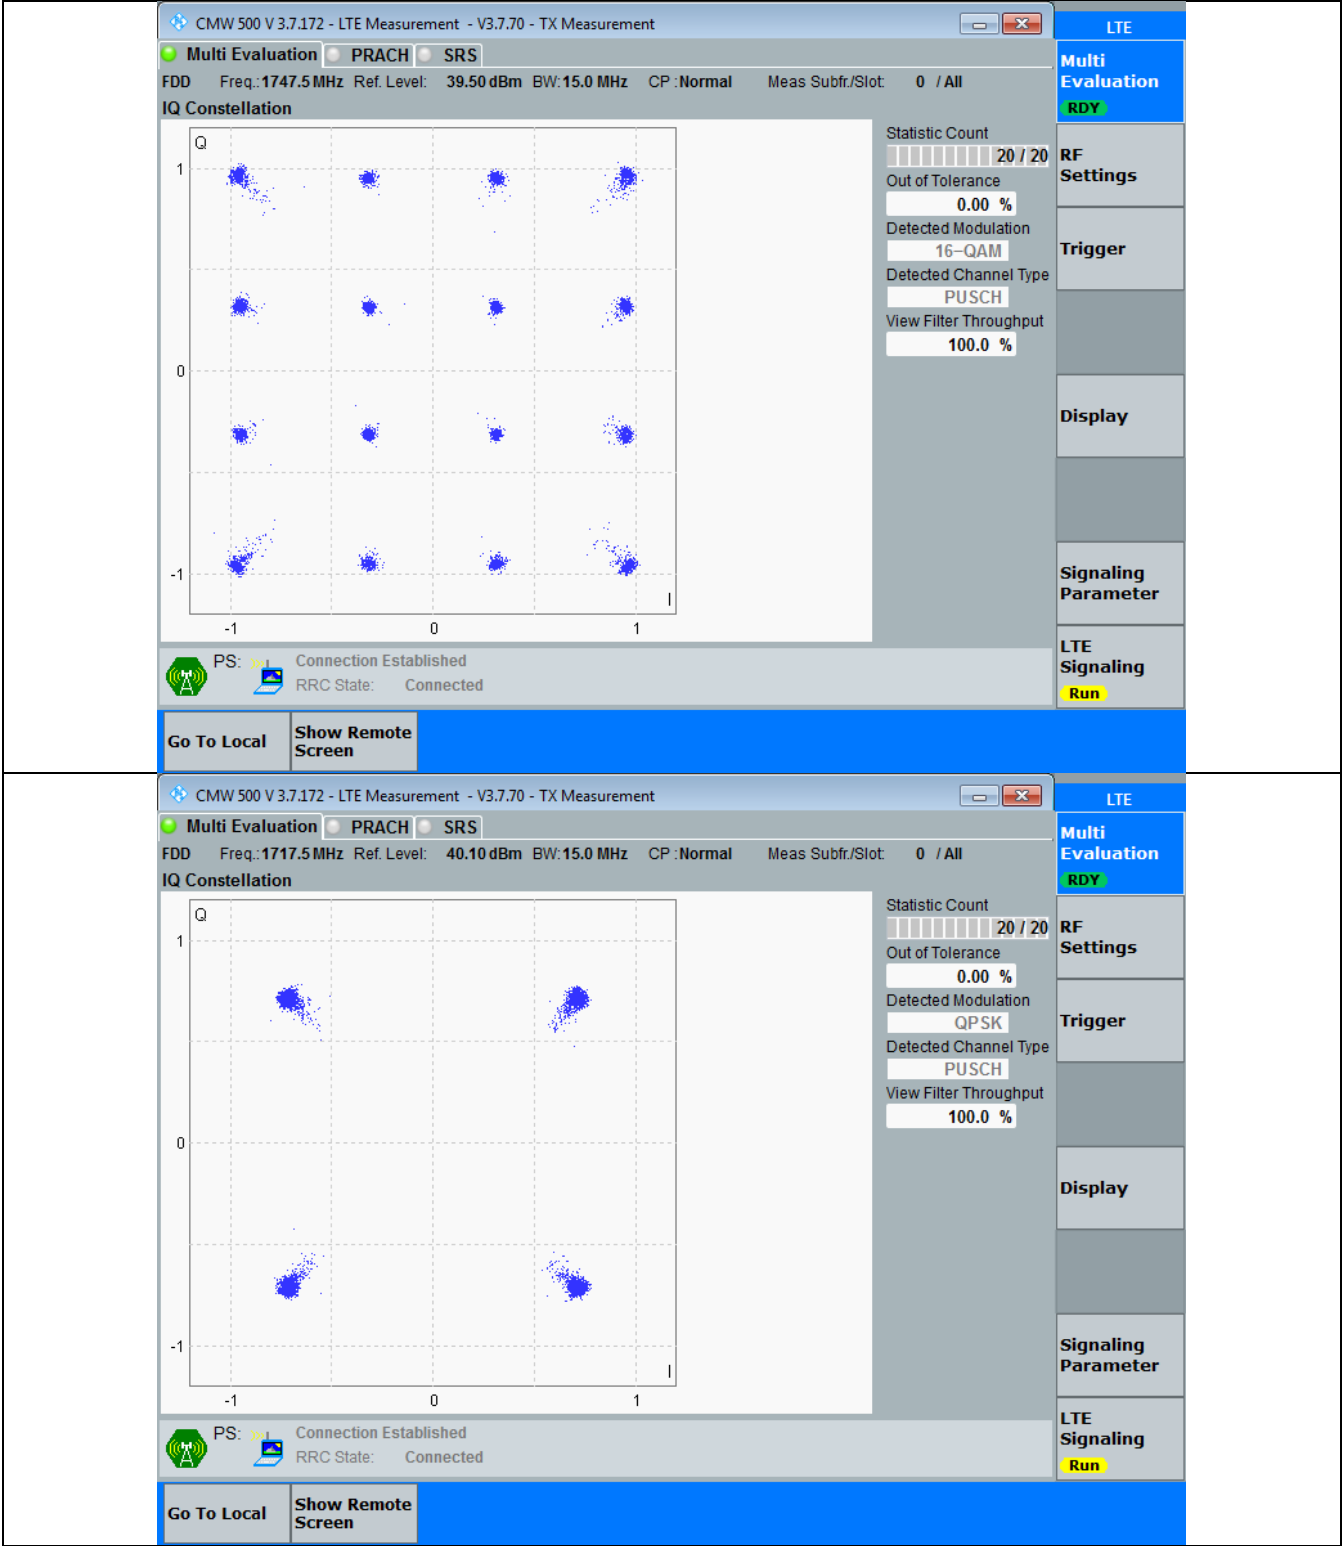 CMW 500 V 3.7.172 - LTE Measurement - V3.7.70 - TX Measurement
LTE
Multi Evaluation PRACH SRS
FDD Freq.: 1747.5 MHz Ref. Level: 39.50 dBm BW: 15.0 MHz CP : Normal Meas Subfr./Slot: 0 / All
IQ Constellation
Q
1
0
-1
I
-1 0 1
Statistic Count
20 / 20
Out of Tolerance
0.00 %
Detected Modulation
16-QAM
Detected Channel Type
PUSCH
View Filter Throughput
100.0 %
Multi
Evaluation
RDY
RF
Settings
Trigger
Display
Signaling
Parameter
LTE
Signaling
Run
PS: Connection Established
RRC State: Connected
Go To Local
Show Remote
Screen
CMW 500 V 3.7.172 - LTE Measurement - V3.7.70 - TX Measurement
LTE
Multi Evaluation PRACH SRS
FDD Freq.: 1717.5 MHz Ref. Level: 40.10 dBm BW: 15.0 MHz CP : Normal Meas Subfr./Slot: 0 / All
IQ Constellation
Q
1
0
-1
I
-1 0 1
Statistic Count
20 / 20
Out of Tolerance
0.00 %
Detected Modulation
QPSK
Detected Channel Type
PUSCH
View Filter Throughput
100.0 %
Multi
Evaluation
RDY
RF
Settings
Trigger
Display
Signaling
Parameter
LTE
Signaling
Run
PS: Connection Established
RRC State: Connected
Go To Local
Show Remote
Screen